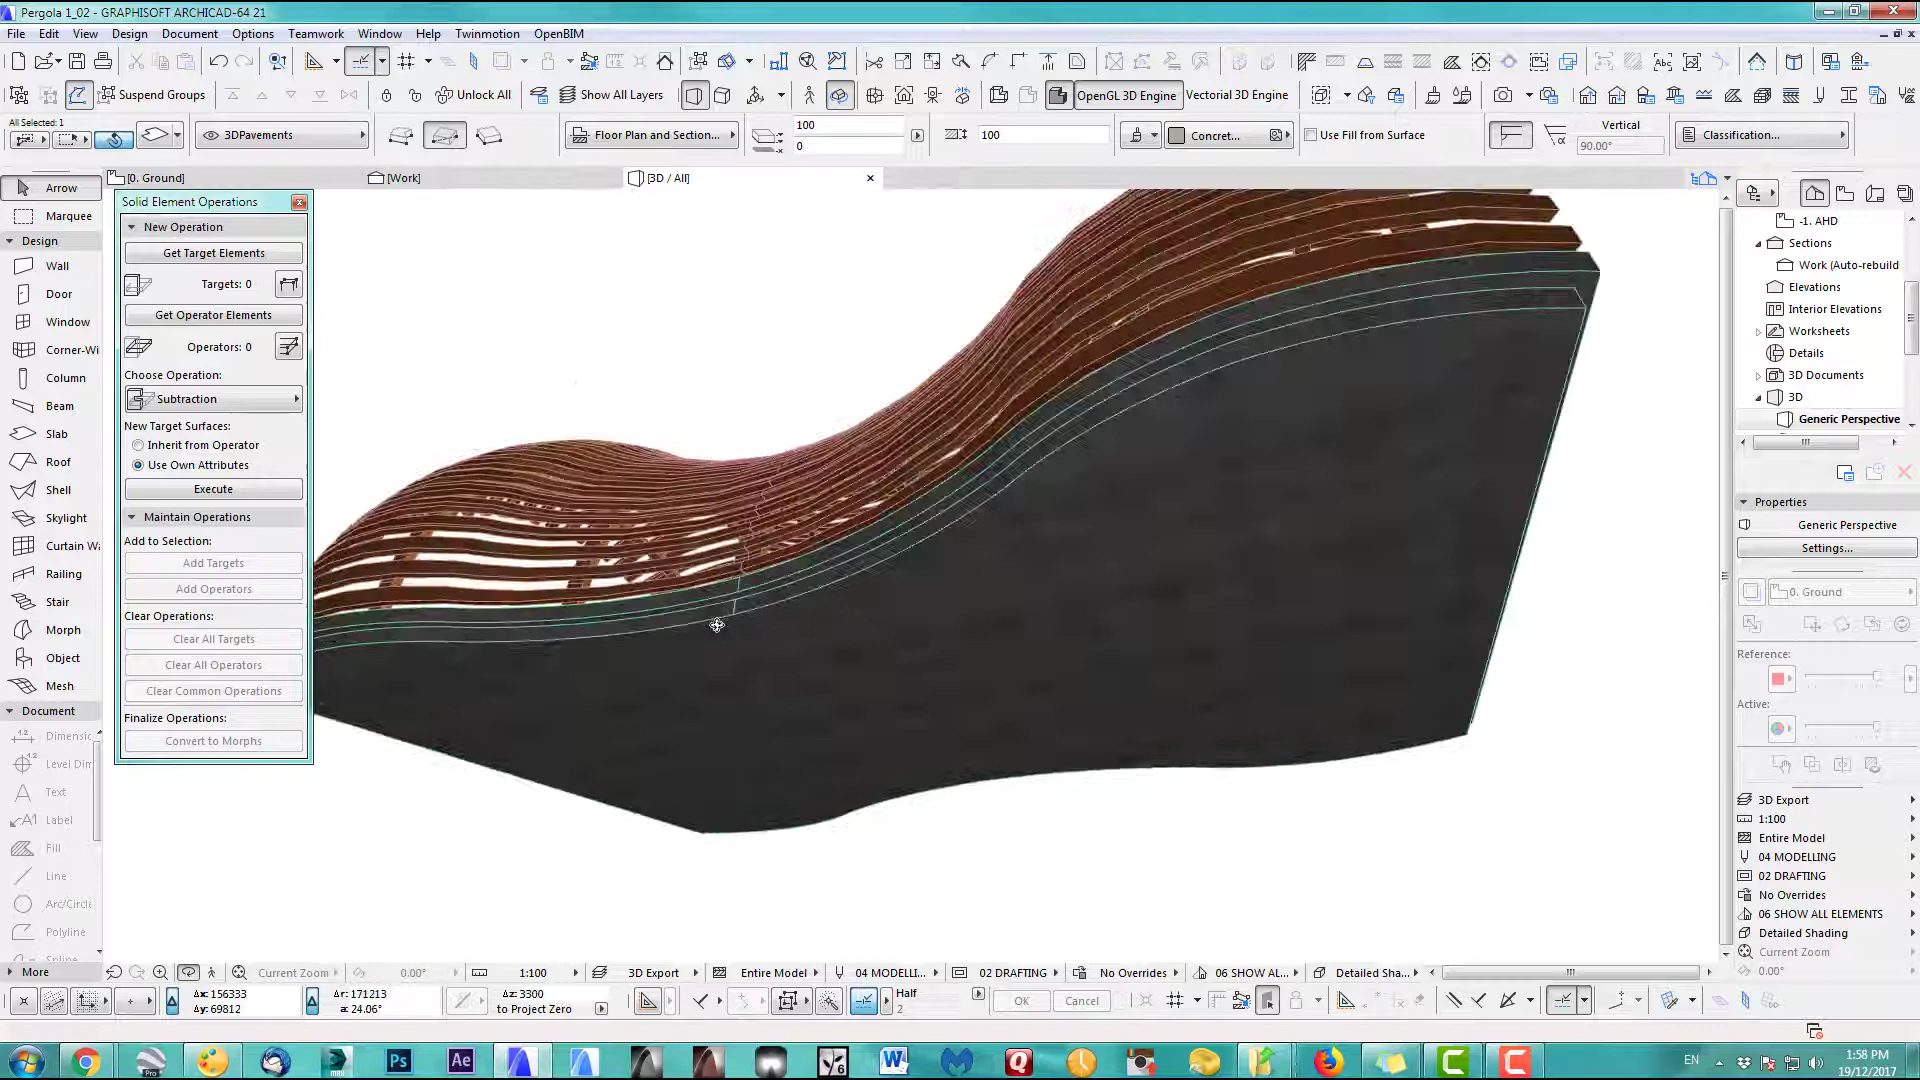 Pergola 1_02 - GRAPHISOFT ARCHICAD-64 21
File Edit View Design Document Options Teamwork Window Help Twinmotion OpenBIM
Abc
Suspend Groups Unlock All Show All Layers OpenGL 3D Engine Vectorial 3D Engine
All Selected: 1
3DPavements
Floor Plan and Section...
100
0
100
Concret...
Use Fill from Surface
Vertical
90.00°
Classification...
[0. Ground]
[Work]
[3D / All]
Arrow
Marquee
Design
Wall
Door
Window
Corner-Wi
Column
Beam
Slab
Roof
Shell
Skylight
Curtain Wa
Railing
Stair
Morph
Object
Mesh
Document
Dimensic
Level Dim
Text
A1 Label
Fill
Line
Arc/Circle
Polyline
Spline
More
Solid Element Operations
New Operation
Get Target Elements
Targets: 0
Get Operator Elements
Operators: 0
Choose Operation:
Subtraction
New Target Surfaces:
Inherit from Operator
Use Own Attributes
Execute
Maintain Operations
Add to Selection:
Add Targets
Add Operators
Clear Operations:
Clear All Targets
Clear All Operators
Clear Common Operations
Finalize Operations:
Convert to Morphs
-1. AHD
Sections
Work (Auto-rebuild
Elevations
Interior Elevations
Worksheets
Details
3D Documents
3D
Generic Perspective
Properties
Generic Perspective
Settings...
0. Ground
Reference:
Active:
3D Export
1:100
Entire Model
04 MODELLING
02 DRAFTING
No Overrides
06 SHOW ALL ELEMENTS
Detailed Shading
Current Zoom
0.00°
Current Zoom 0.00° 1:100 3D Export Entire Model 04 MODELLI... 02 DRAFTING No Overrides 06 SHOW AL... Detailed Sha...
Δx: 156333
Δy: 69812
Δr: 171213
a: 24.06°
Δz: 3300
to Project Zero
Half
2
OK
Cancel
Pro
MAX
Ps
Ae
6
W
Q
C
C
EN
1:58 PM
19/12/2017